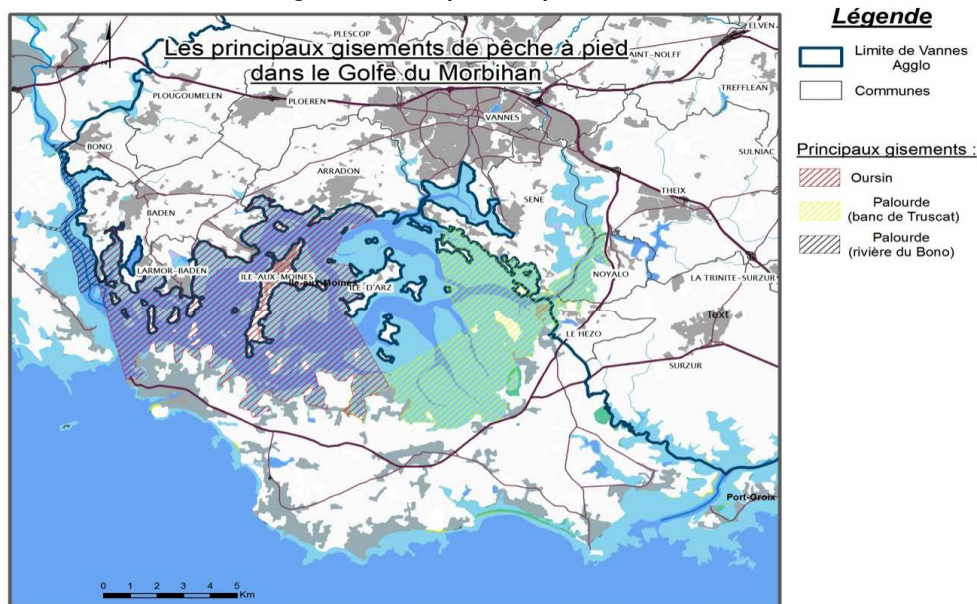 Les principaux gisements de pêche à pied
dans le Golfe du Morbihan
PLESCOP
ELVEN
SAINT-NOLFF
TREFFLEAN
PLOUGOUMELEN
PLOEREN
VANNES
SULNIAC
BONO
ARRADON
SENE
THEIX
BADEN
LARMOR-BADEN
ILE-AUX-MOINES
Ile-aux-Moines
ILE D'ARZ
NOYALO
LA TRINITE-SURZUR
Text
LE HEZO
SURZUR
Port-Groix
0 1 2 3 4 5
Km
Légende
Limite de Vannes
Agglo
Communes
Principaux gisements :
Oursin
Palourde
(banc de Truscat)
Palourde
(rivière du Bono)